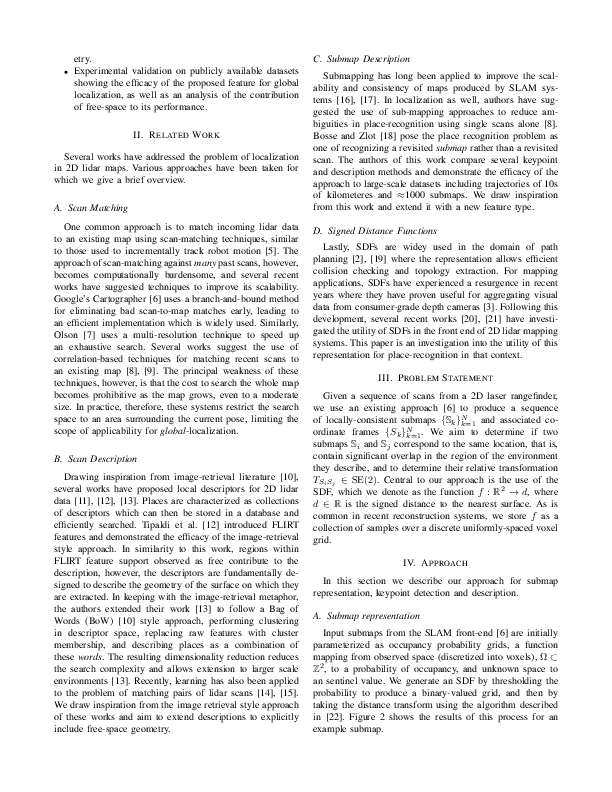 etry.
• Experimental validation on publicly available datasets
showing the efficacy of the proposed feature for global
localization, as well as an analysis of the contribution
of free-space to its performance.
II. RELATED WORK
Several works have addressed the problem of localization
in 2D lidar maps. Various approaches have been taken for
which we give a brief overview.
A. Scan Matching
One common approach is to match incoming lidar data
to an existing map using scan-matching techniques, similar
to those used to incrementally track robot motion [5]. The
approach of scan-matching against many past scans, however,
becomes computationally burdensome, and several recent
works have suggested techniques to improve its scalability.
Google's Cartographer [6] uses a branch-and-bound method
for eliminating bad scan-to-map matches early, leading to
an efficient implementation which is widely used. Similarly,
Olson [7] uses a multi-resolution technique to speed up
an exhaustive search. Several works suggest the use of
correlation-based techniques for matching recent scans to
an existing map [8], [9]. The principal weakness of these
techniques, however, is that the cost to search the whole map
becomes prohibitive as the map grows, even to a moderate
size. In practice, therefore, these systems restrict the search
space to an area surrounding the current pose, limiting the
scope of applicability for global-localization.
B. Scan Description
Drawing inspiration from image-retrieval literature [10],
several works have proposed local descriptors for 2D lidar
data [11], [12], [13]. Places are characterized as collections
of descriptors which can then be stored in a database and
efficiently searched. Tipaldi et al. [12] introduced FLIRT
features and demonstrated the efficacy of the image-retrieval
style approach. In similarity to this work, regions within
FLIRT feature support observed as free contribute to the
description, however, the descriptors are fundamentally de-
signed to describe the geometry of the surface on which they
are extracted. In keeping with the image-retrieval metaphor,
the authors extended their work [13] to follow a Bag of
Words (BoW) [10] style approach, performing clustering
in descriptor space, replacing raw features with cluster
membership, and describing places as a combination of
these words. The resulting dimensionality reduction reduces
the search complexity and allows extension to larger scale
environments [13]. Recently, learning has also been applied
to the problem of matching pairs of lidar scans [14], [15].
We draw inspiration from the image retrieval style approach
of these works and aim to extend descriptions to explicitly
include free-space geometry.
C. Submap Description
Submapping has long been applied to improve the scal-
ability and consistency of maps produced by SLAM sys-
tems [16], [17]. In localization as well, authors have sug-
gested the use of sub-mapping approaches to reduce am-
biguities in place-recognition using single scans alone [8].
Bosse and Zlot [18] pose the place recognition problem as
one of recognizing a revisited submap rather than a revisited
scan. The authors of this work compare several keypoint
and description methods and demonstrate the efficacy of the
approach to large-scale datasets including trajectories of 10s
of kilometeres and ≈1000 submaps. We draw inspiration
from this work and extend it with a new feature type.
D. Signed Distance Functions
Lastly, SDFs are widey used in the domain of path
planning [2], [19] where the representation allows efficient
collision checking and topology extraction. For mapping
applications, SDFs have experienced a resurgence in recent
years where they have proven useful for aggregating visual
data from consumer-grade depth cameras [3]. Following this
development, several recent works [20], [21] have investi-
gated the utility of SDFs in the front end of 2D lidar mapping
systems. This paper is an investigation into the utility of this
representation for place-recognition in that context.
III. PROBLEM STATEMENT
Given a sequence of scans from a 2D laser rangefinder,
we use an existing approach [6] to produce a sequence
of locally-consistent submaps {𝕊ₖ}ᴺₖ₌₁ and associated co-
ordinate frames {Sₖ}ᴺₖ₌₁. We aim to determine if two
submaps 𝕊ᵢ and 𝕊ⱼ correspond to the same location, that is,
contain significant overlap in the region of the environment
they describe, and to determine their relative transformation
T_{SᵢSⱼ} ∈ SE(2). Central to our approach is the use of the
SDF, which we denote as the function f : ℝ² → d, where
d ∈ ℝ is the signed distance to the nearest surface. As is
common in recent reconstruction systems, we store f as a
collection of samples over a discrete uniformly-spaced voxel
grid.
IV. APPROACH
In this section we describe our approach for submap
representation, keypoint detection and description.
A. Submap representation
Input submaps from the SLAM front-end [6] are initially
parameterized as occupancy probability grids, a function
mapping from observed space (discretized into voxels), Ω ⊂
ℤ², to a probability of occupancy, and unknown space to
an sentinel value. We generate an SDF by thresholding the
probability to produce a binary-valued grid, and then by
taking the distance transform using the algorithm described
in [22]. Figure 2 shows the results of this process for an
example submap.